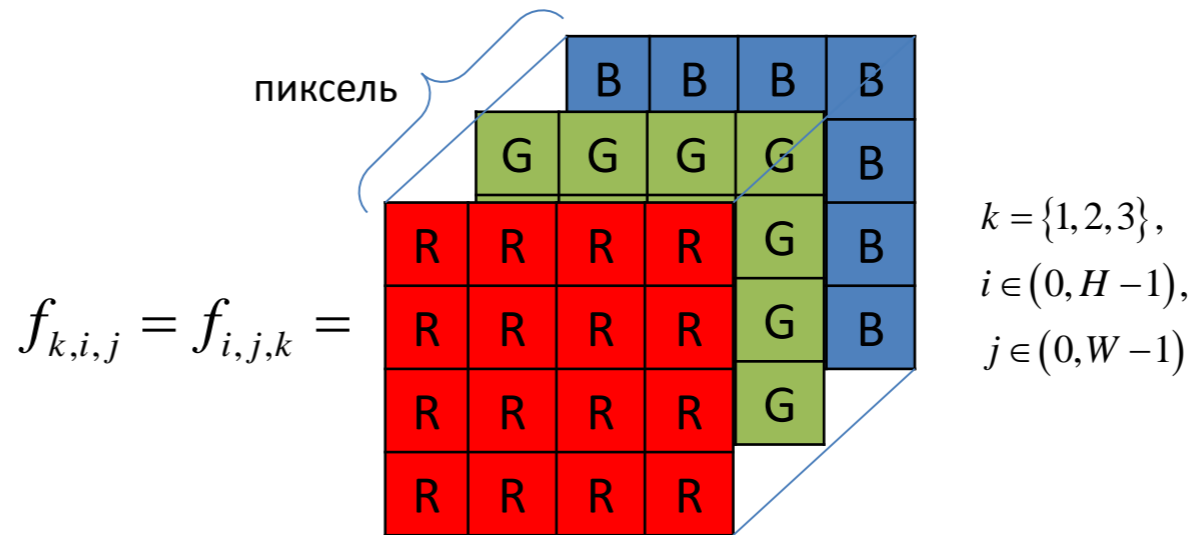 пиксель
B B B B
G G G G B
R R R R G B
R R R R G B
R R R R G
R R R R
f_{k,i,j} = f_{i,j,k} =
k = {1, 2, 3},
i ∈ (0, H − 1),
j ∈ (0, W − 1)